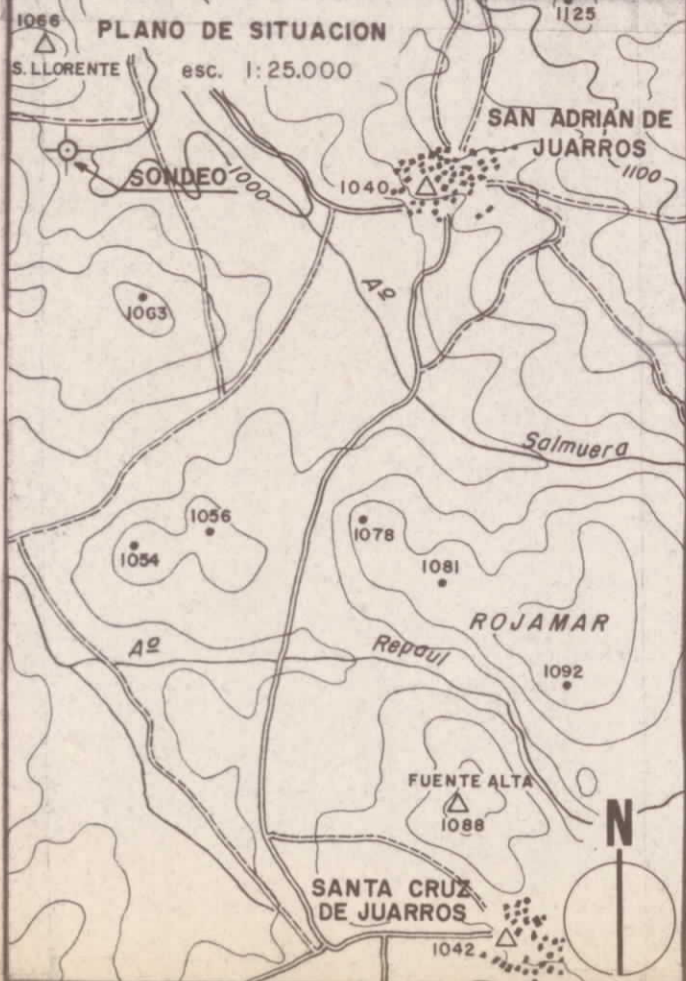 PLANO DE SITUACION
esc. 1:25.000
1066
S. LLORENTE
1125
SAN ADRIAN DE
JUARROS
SONDEO
1000
1040
1100
Aº
1063
Salmuera
1056
1054
1078
1081
ROJAMAR
Aº
Repaul
1092
FUENTE ALTA
1088
N
SANTA CRUZ
DE JUARROS
1042